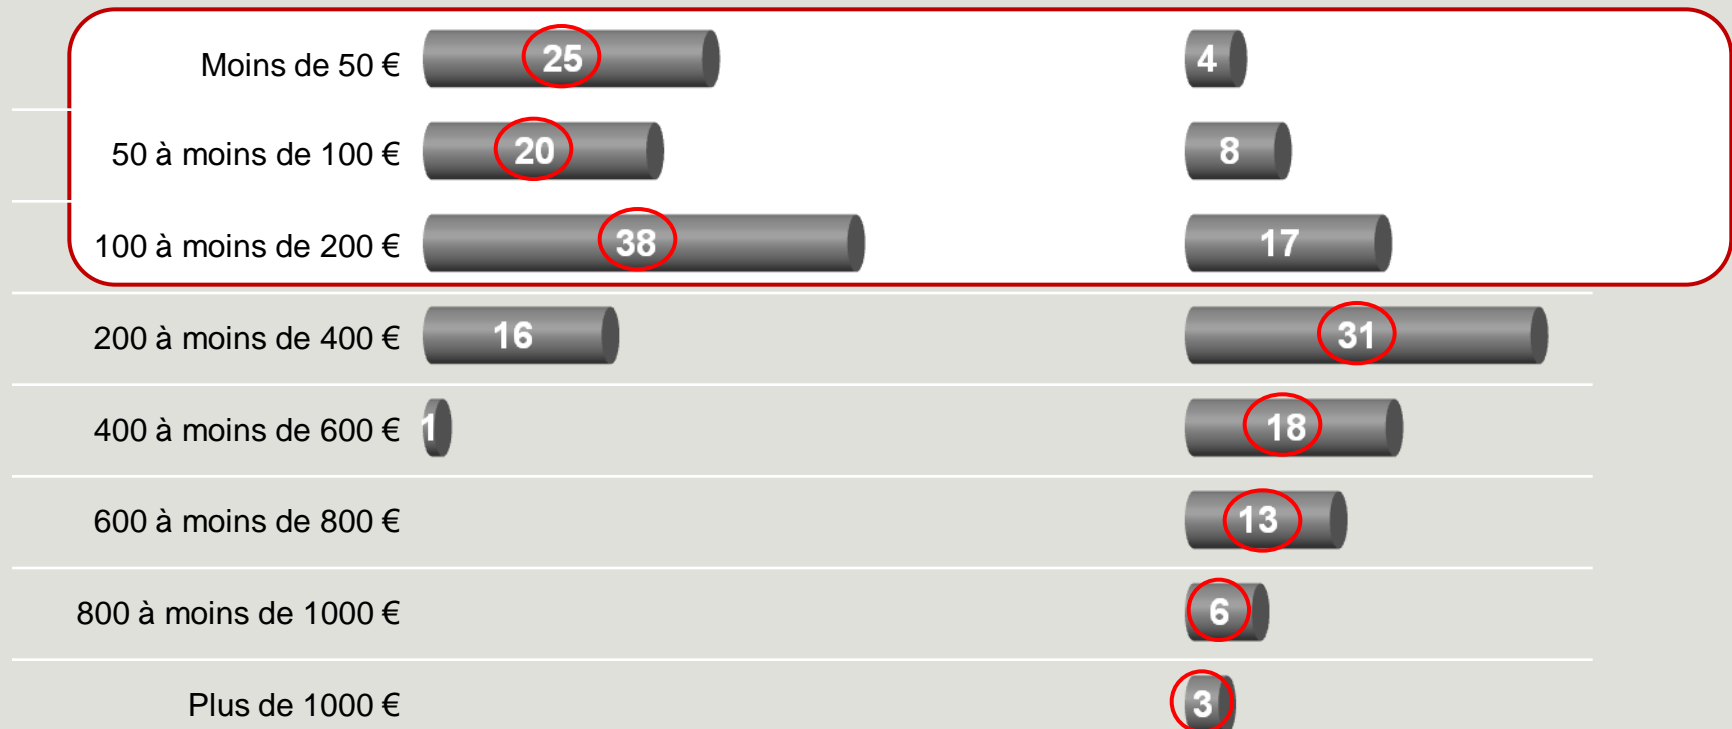 Moins de 50 € 25 4
50 à moins de 100 € 20 8
100 à moins de 200 € 38 17
200 à moins de 400 € 16 31
400 à moins de 600 € 1 18
600 à moins de 800 € 13
800 à moins de 1000 € 6
Plus de 1000 € 3